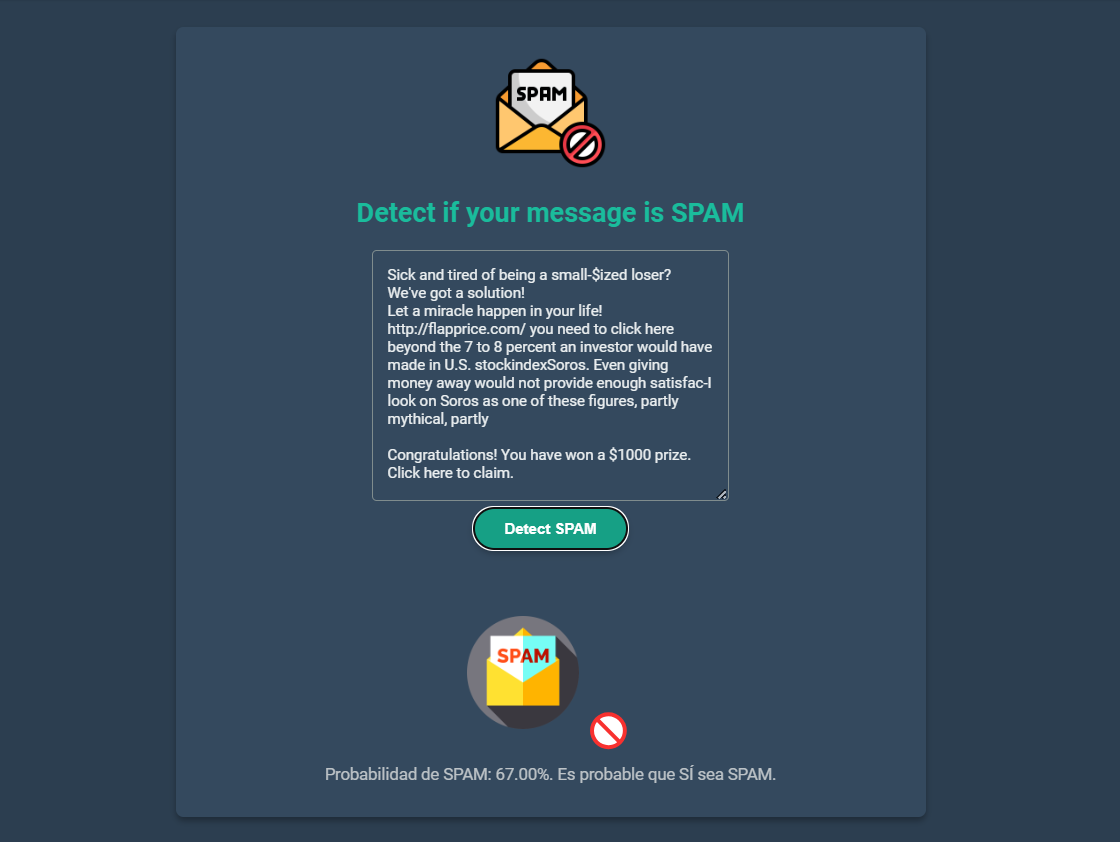 SPAM
Detect if your message is SPAM
Sick and tired of being a small-$ized loser?
We've got a solution!
Let a miracle happen in your life!
http://flapprice.com/ you need to click here
beyond the 7 to 8 percent an investor would have
made in U.S. stockindexSoros. Even giving
money away would not provide enough satisfac-I
look on Soros as one of these figures, partly
mythical, partly
Congratulations! You have won a $1000 prize.
Click here to claim.
Detect SPAM
SPAM
Probabilidad de SPAM: 67.00%. Es probable que SÍ sea SPAM.